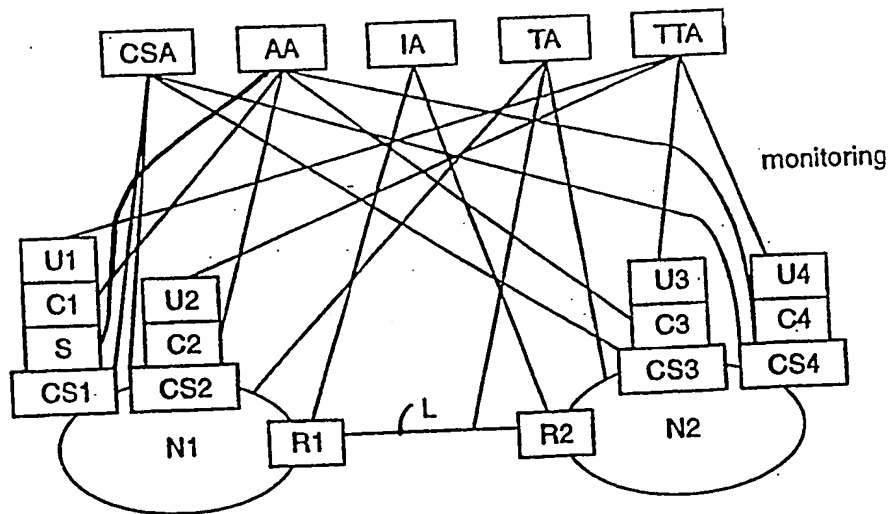 CSA AA IA TA TTA
monitoring
U1
C1
S
CS1
U2
C2
CS2
U3
C3
CS3
U4
C4
CS4
N1
R1
L
R2
N2